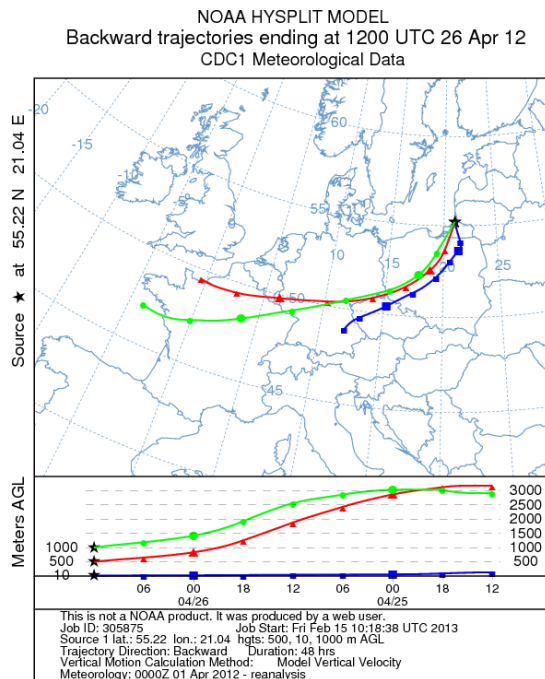 NOAA HYSPLIT MODEL
Backward trajectories ending at 1200 UTC 26 Apr 12
CDC1 Meteorological Data
Source ★ at 55.22 N 21.04 E
-20
-15
60
55
-5
0
5
10
15
20
25
50
45
Meters AGL
3000
2500
2000
1500
1000 1000
500 500
10
06 00 18 12 06 00 18 12
04/26 04/25
This is not a NOAA product. It was produced by a web user.
Job ID: 305875 Job Start: Fri Feb 15 10:18:38 UTC 2013
Source 1 lat.: 55.22 lon.: 21.04 hgts: 500, 10, 1000 m AGL
Trajectory Direction: Backward Duration: 48 hrs
Vertical Motion Calculation Method: Model Vertical Velocity
Meteorology: 0000Z 01 Apr 2012 - reanalysis